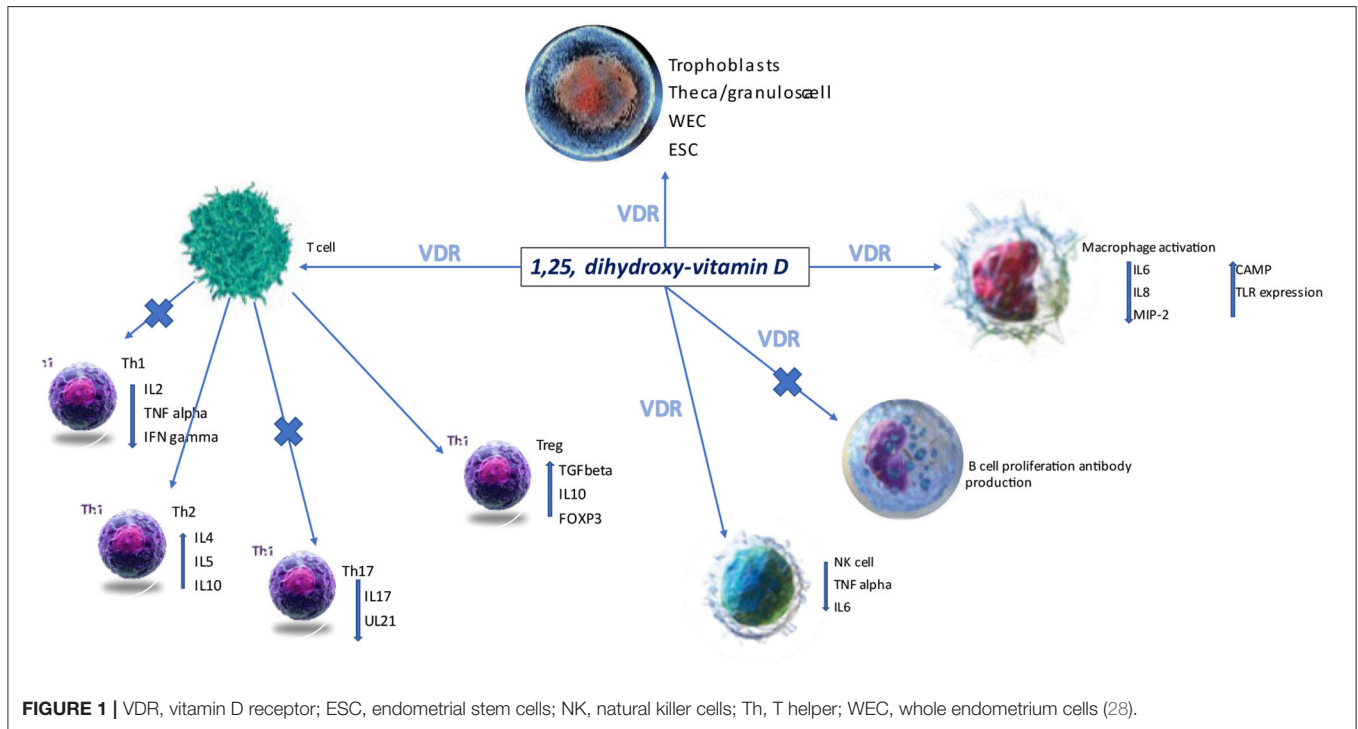 Trophoblasts
Theca/granulosæell
WEC
ESC
VDR
T cell
VDR
1,25, dihydroxy-vitamin D
VDR
Macrophage activation
IL6
IL8
MIP-2
CAMP
TLR expression
VDR
VDR
Th1
IL2
TNF alpha
IFN gamma
Th1
Th2
IL4
IL5
IL10
Th1
Th17
IL17
UL21
Th1
Treg
TGFbeta
IL10
FOXP3
B cell proliferation antibody
production
NK cell
TNF alpha
IL6
FIGURE 1 | VDR, vitamin D receptor; ESC, endometrial stem cells; NK, natural killer cells; Th, T helper; WEC, whole endometrium cells (28).